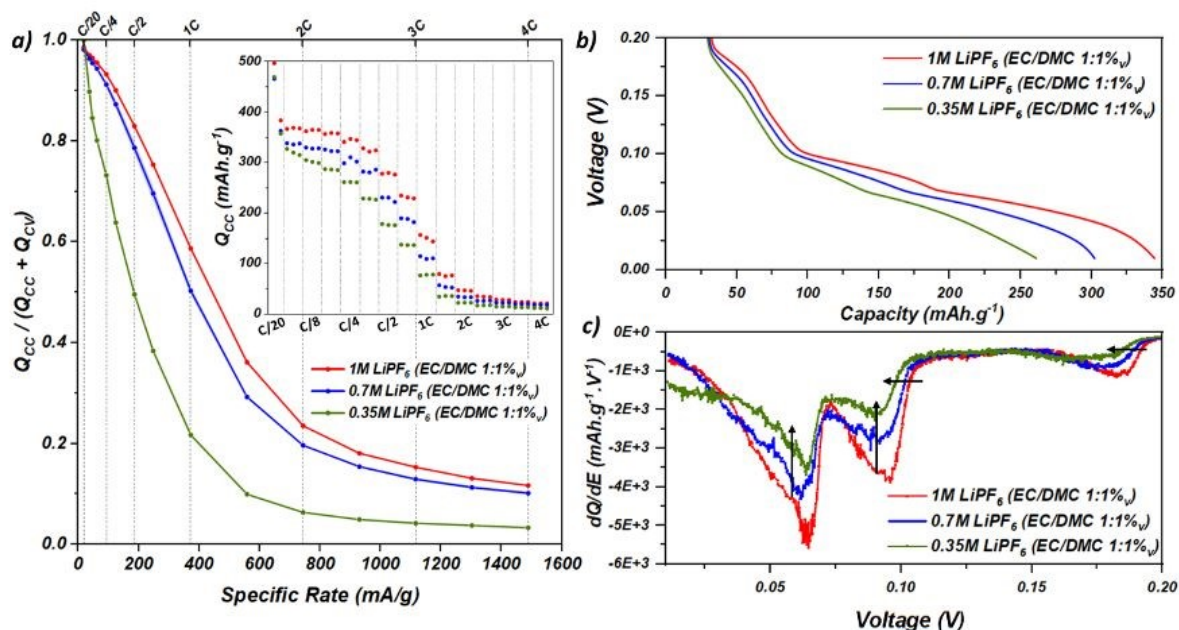 a)
C/20 C/4 C/2 1C 2C 3C 4C
1.0
0.8
0.6
0.4
0.2
0.0
Q_CC / (Q_CC + Q_CV)
0 200 400 600 800 1000 1200 1400 1600
Specific Rate (mA/g)
500
400
300
200
100
0
Q_CC (mAh.g⁻¹)
C/20 C/8 C/4 C/2 1C 2C 3C 4C
1M LiPF₆ (EC/DMC 1:1%ᵥ)
0.7M LiPF₆ (EC/DMC 1:1%ᵥ)
0.35M LiPF₆ (EC/DMC 1:1%ᵥ)
b)
0.20
0.15
0.10
0.05
0.00
Voltage (V)
1M LiPF₆ (EC/DMC 1:1%ᵥ)
0.7M LiPF₆ (EC/DMC 1:1%ᵥ)
0.35M LiPF₆ (EC/DMC 1:1%ᵥ)
0 50 100 150 200 250 300 350
Capacity (mAh.g⁻¹)
c)
0E+0
-1E+3
-2E+3
-3E+3
-4E+3
-5E+3
-6E+3
dQ/dE (mAh.g⁻¹.V⁻¹)
1M LiPF₆ (EC/DMC 1:1%ᵥ)
0.7M LiPF₆ (EC/DMC 1:1%ᵥ)
0.35M LiPF₆ (EC/DMC 1:1%ᵥ)
0.05 0.10 0.15 0.20
Voltage (V)